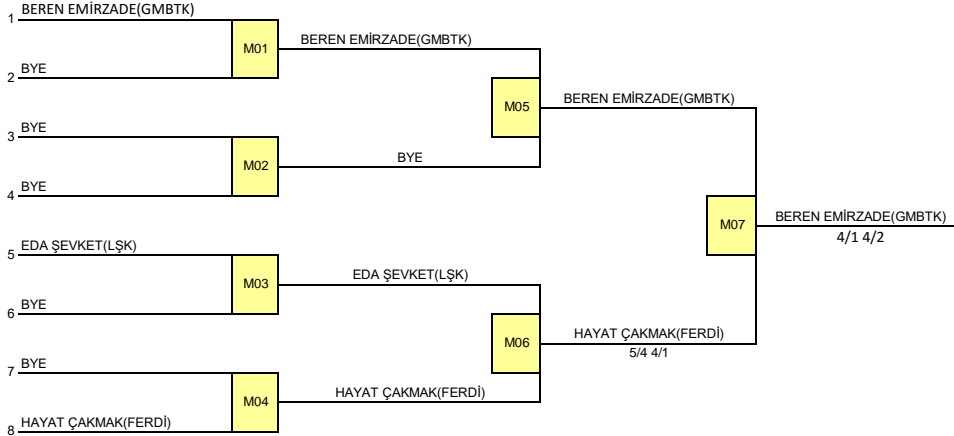 1 BEREN EMİRZADE(GMBTK)
M01
BEREN EMİRZADE(GMBTK)
2 BYE
M05
BEREN EMİRZADE(GMBTK)
3 BYE
M02
BYE
4 BYE
M07
BEREN EMİRZADE(GMBTK)
4/1 4/2
5 EDA ŞEVKET(LŞK)
M03
EDA ŞEVKET(LŞK)
6 BYE
M06
HAYAT ÇAKMAK(FERDİ)
5/4 4/1
7 BYE
M04
HAYAT ÇAKMAK(FERDİ)
8 HAYAT ÇAKMAK(FERDİ)